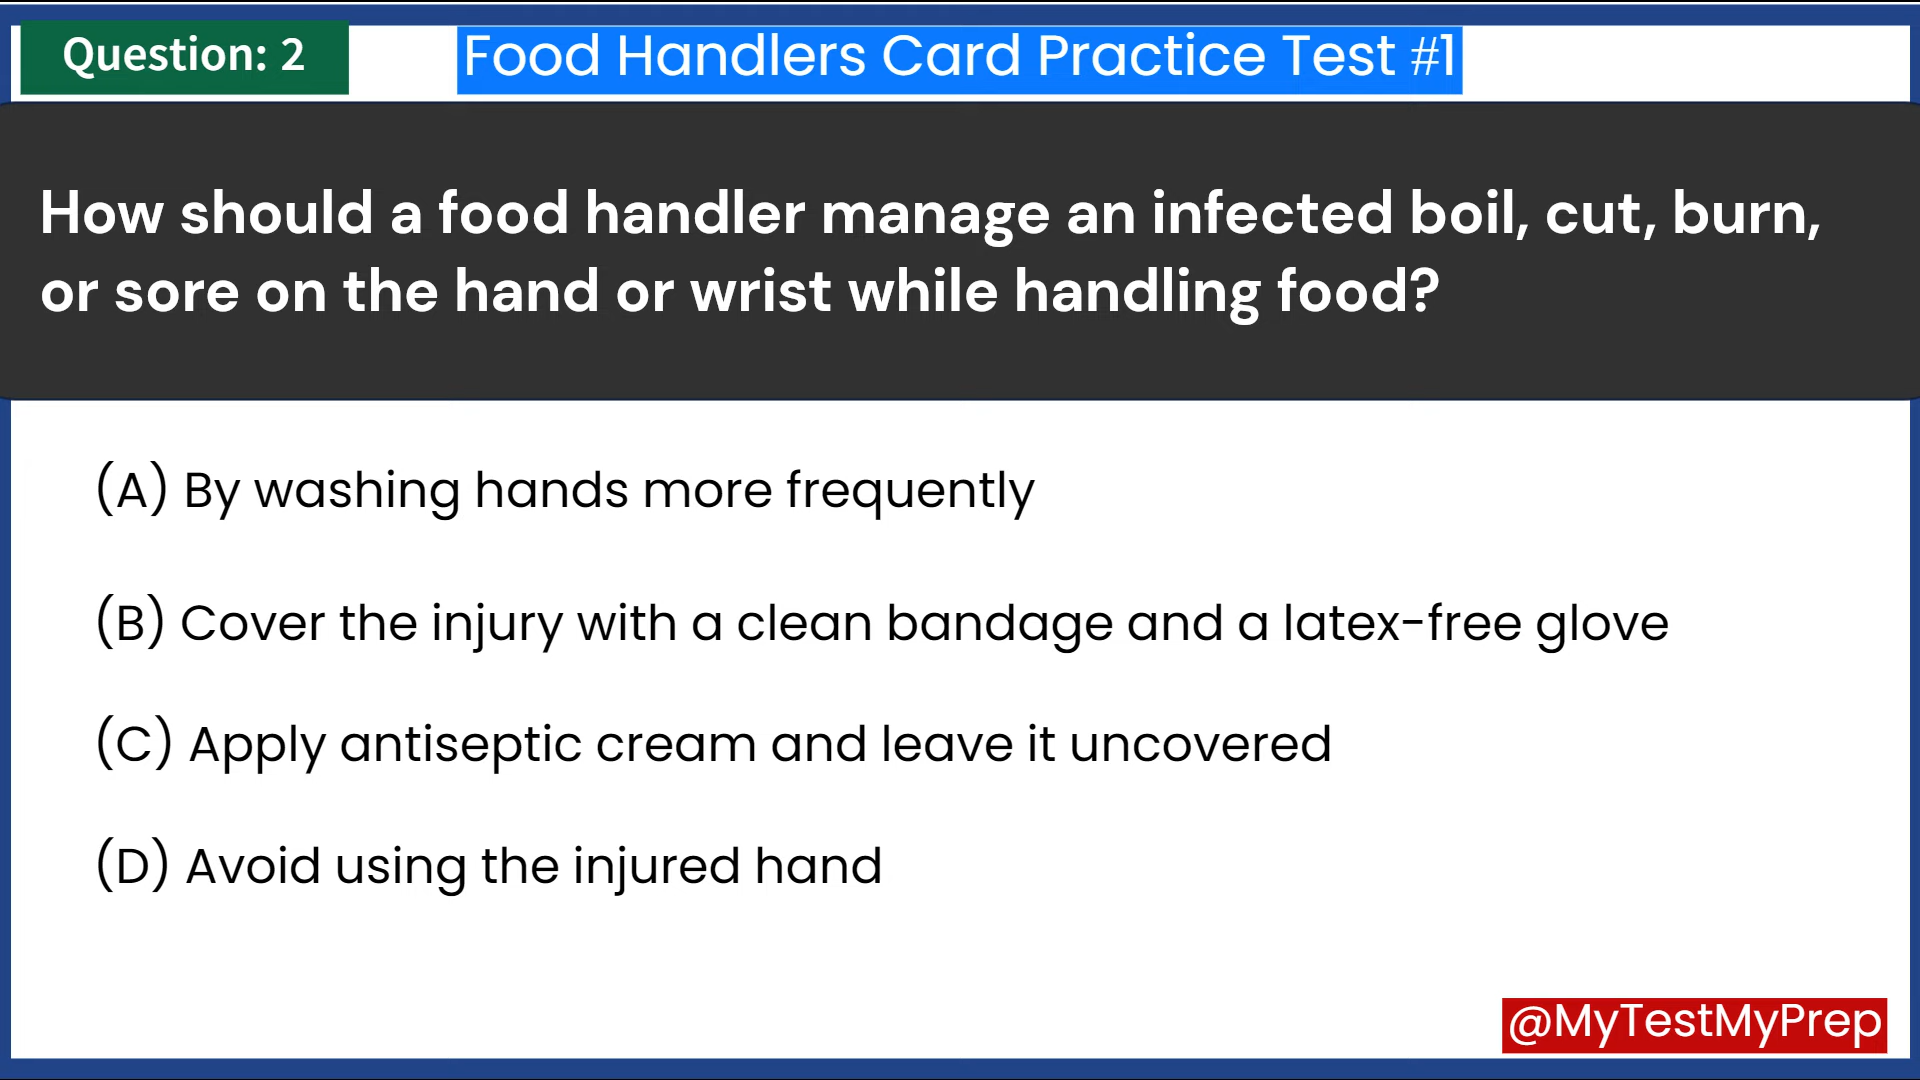 Question: 2
Food Handlers Card Practice Test #1
How should a food handler manage an infected boil, cut, burn,
or sore on the hand or wrist while handling food?
(A) By washing hands more frequently
(B) Cover the injury with a clean bandage and a latex-free glove
(C) Apply antiseptic cream and leave it uncovered
(D) Avoid using the injured hand
@MyTestMyPrep